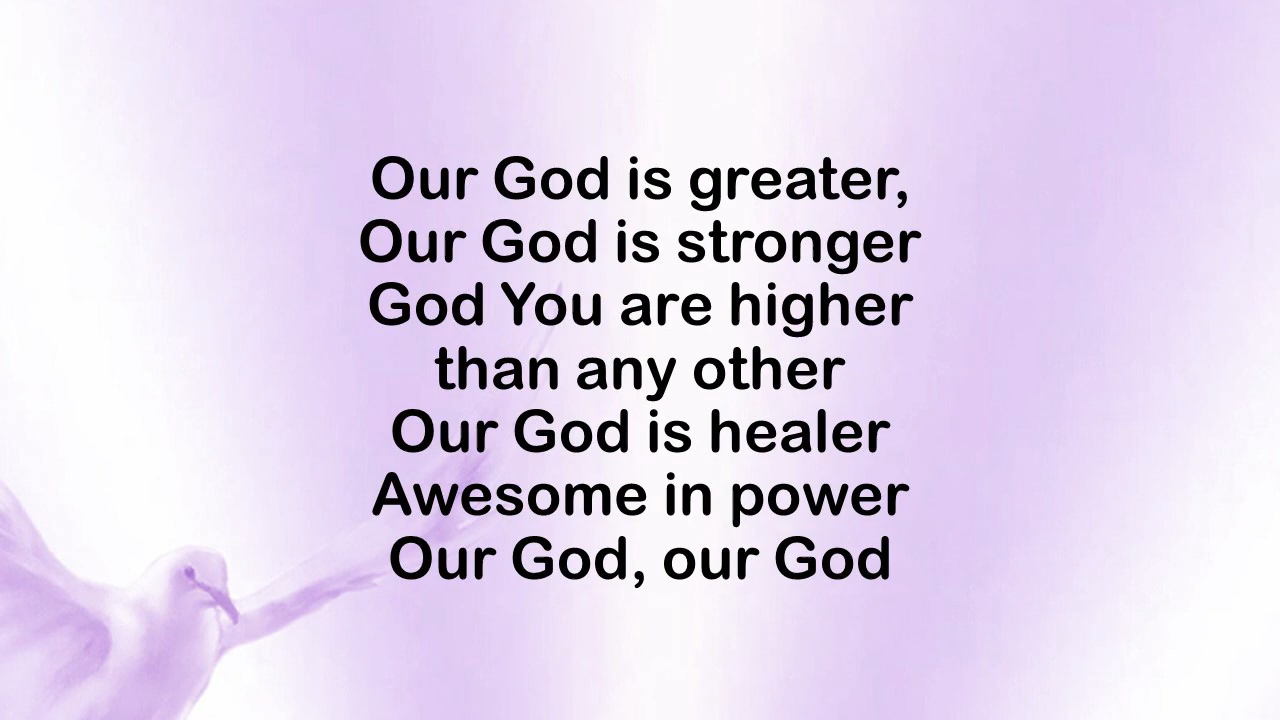 Our God is greater,
Our God is stronger
God You are higher
than any other
Our God is healer
Awesome in power
Our God, our God